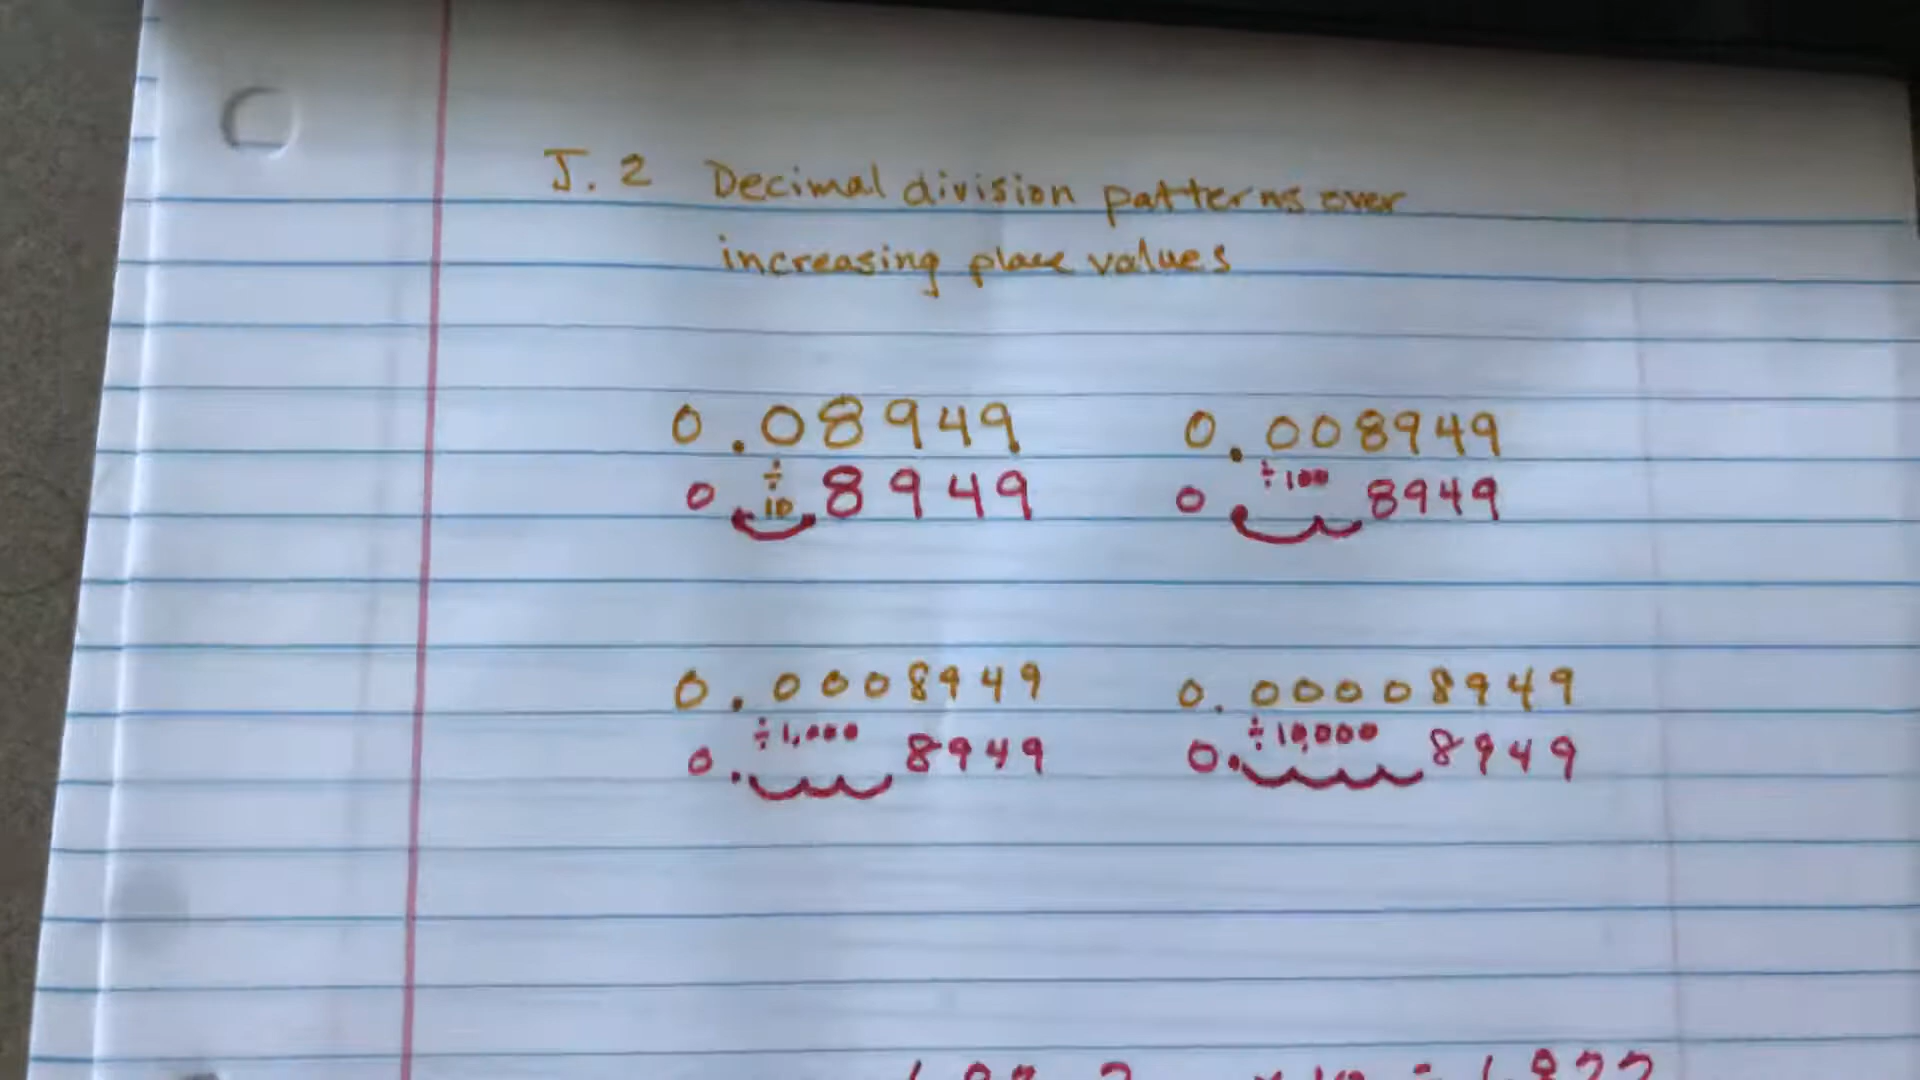 J. 2 Decimal division patterns over
increasing place values
0.08949 0.008949
0 ÷ 10 8949 0 ÷100 8949
0.0008949 0.00008949
0. ÷1,000 8949 0. ÷10,000 8949